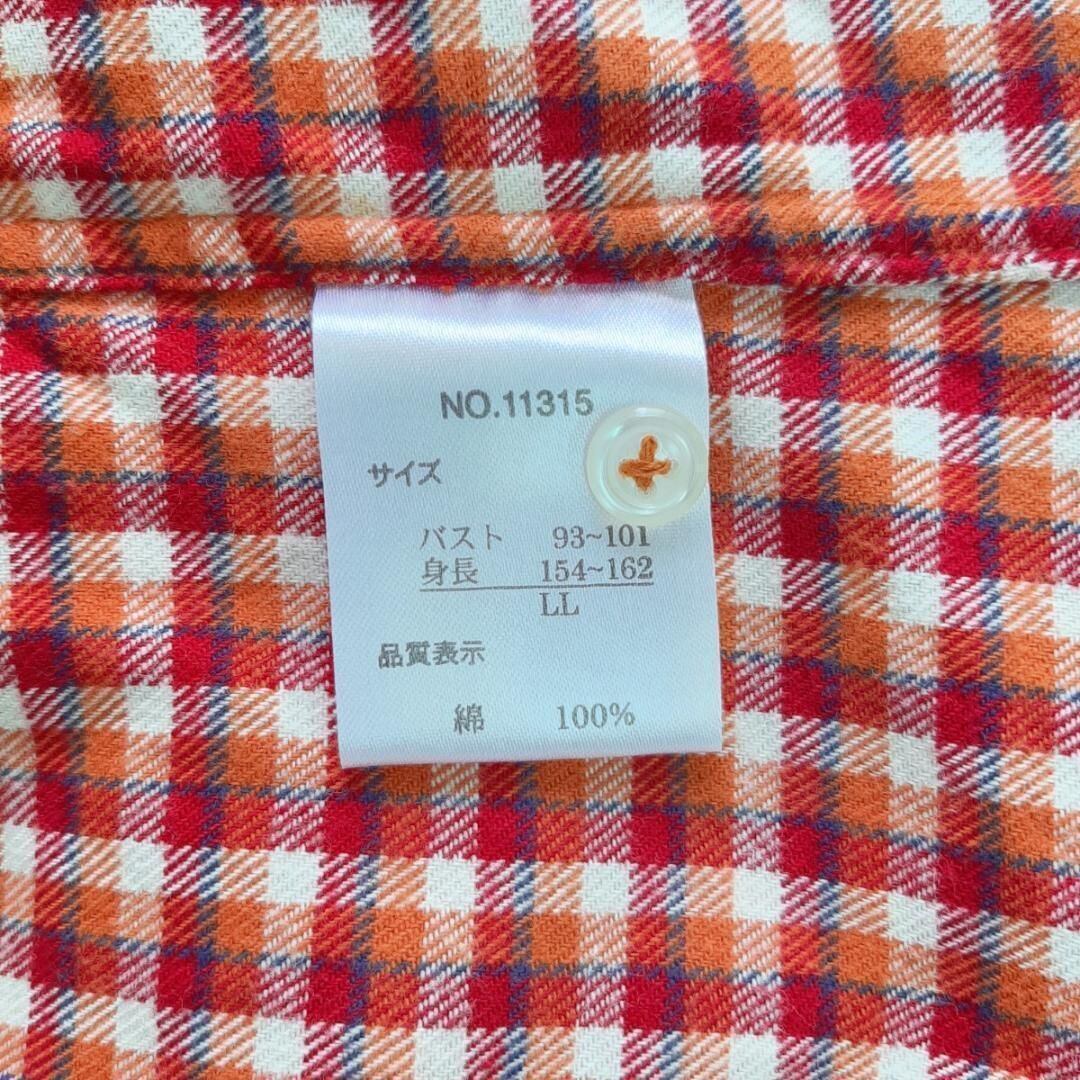 NO.11315
サイズ
バスト 93~101
身長 154~162
LL
品質表示
綿 100%